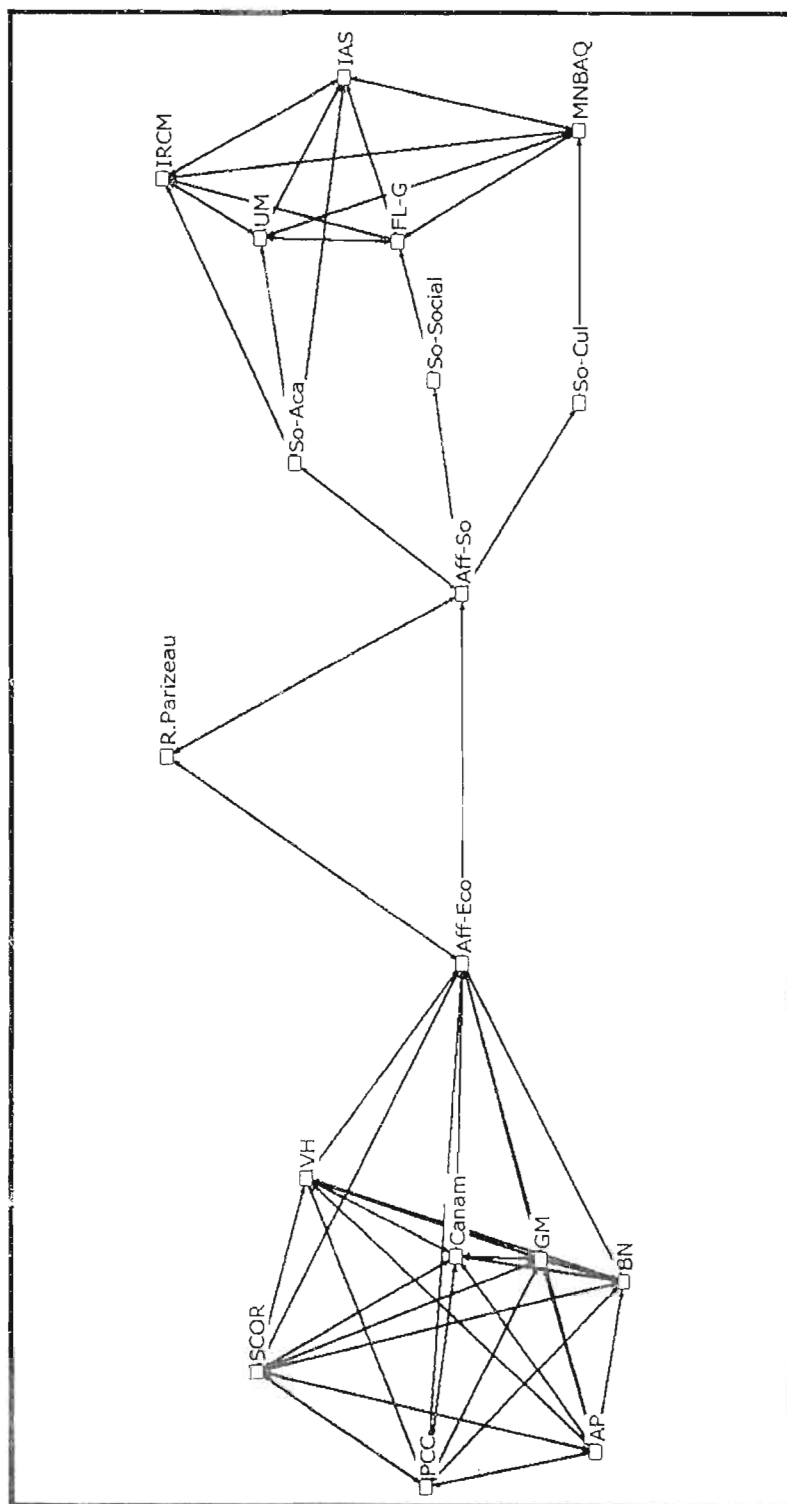 IAS
IRCM
MNBAQ
UM
FL-G
So-Social
So-Cul
So-Aca
Aff-So
R.Parizeau
Aff-Eco
VH
Canam
GM
BN
SCOR
AP
IPCC